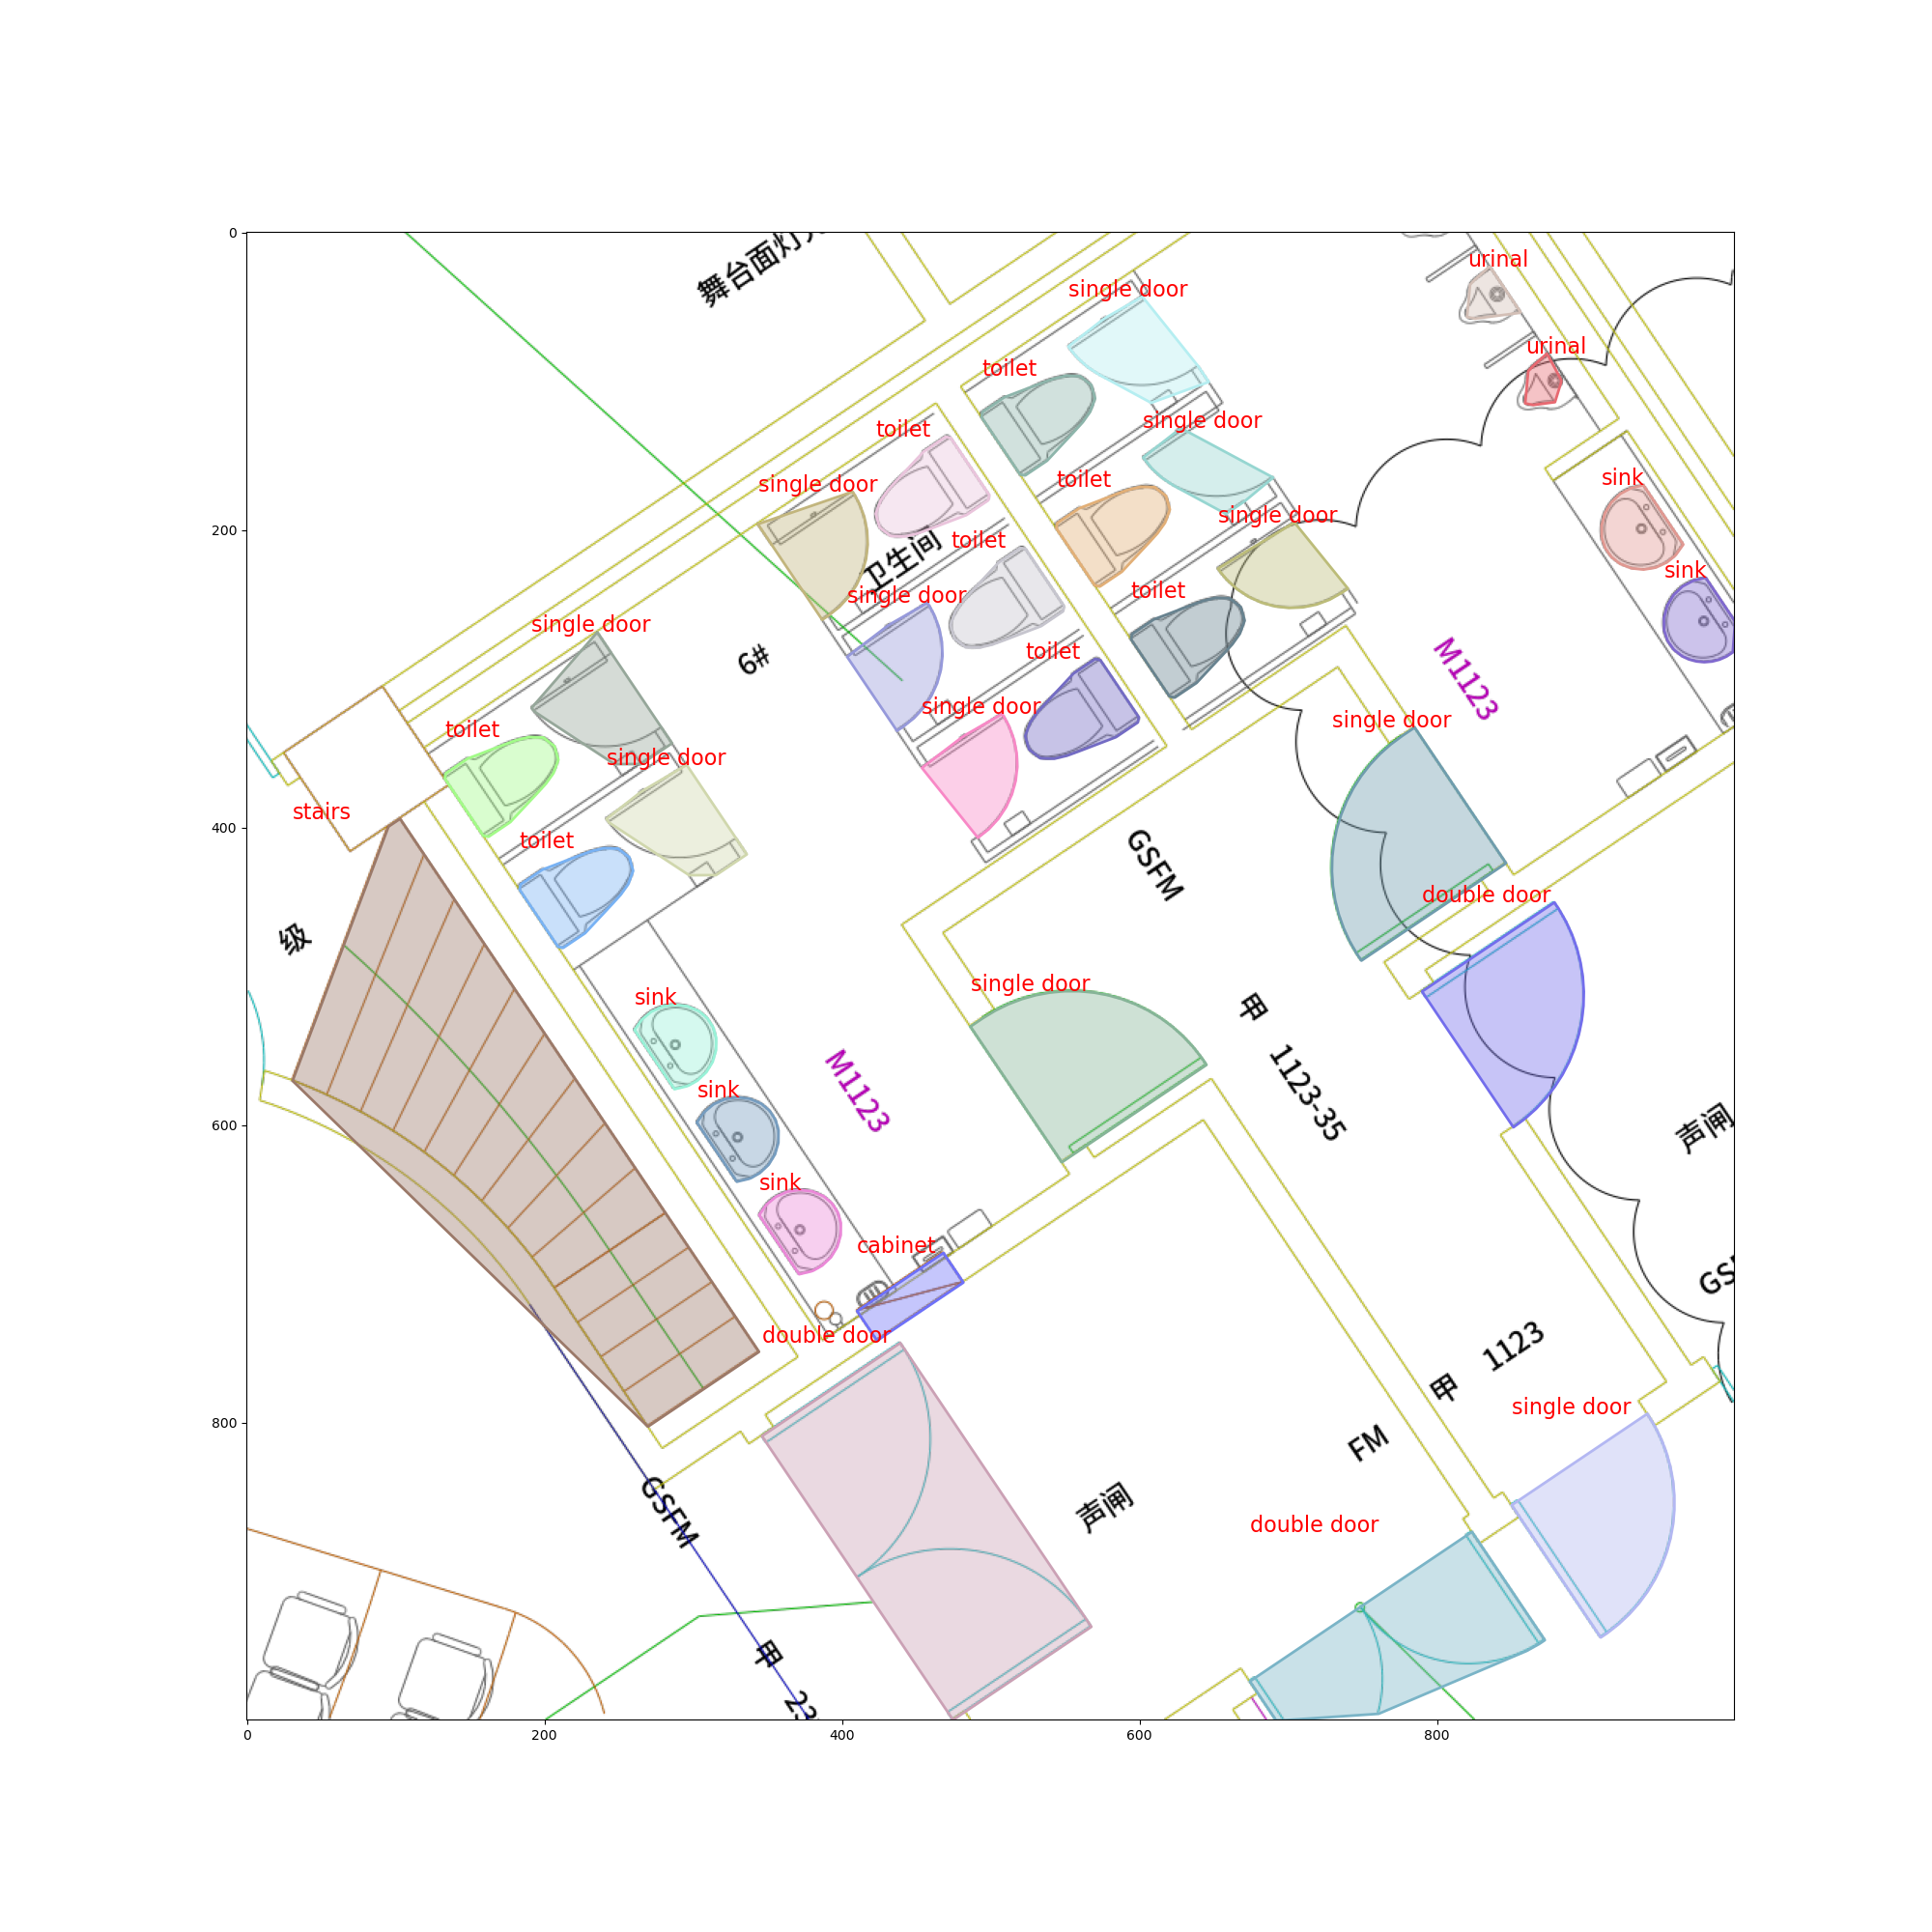 舞台面灯光
urinal
single door
urinal
toilet
single door
toilet
sink
toilet
single door
single door
卫生间
toilet
sink
toilet
single door
single door
6#
toilet
M1123
single door
single door
toilet
single door
stairs
toilet
GSFM
double door
级
single door
sink
甲
1123-35
M1123
sink
声闸
sink
cabinet
double door
1123
甲
single door
FM
GSFM
声闸
double door
甲
23
0
200
400
600
800
0
200
400
600
800